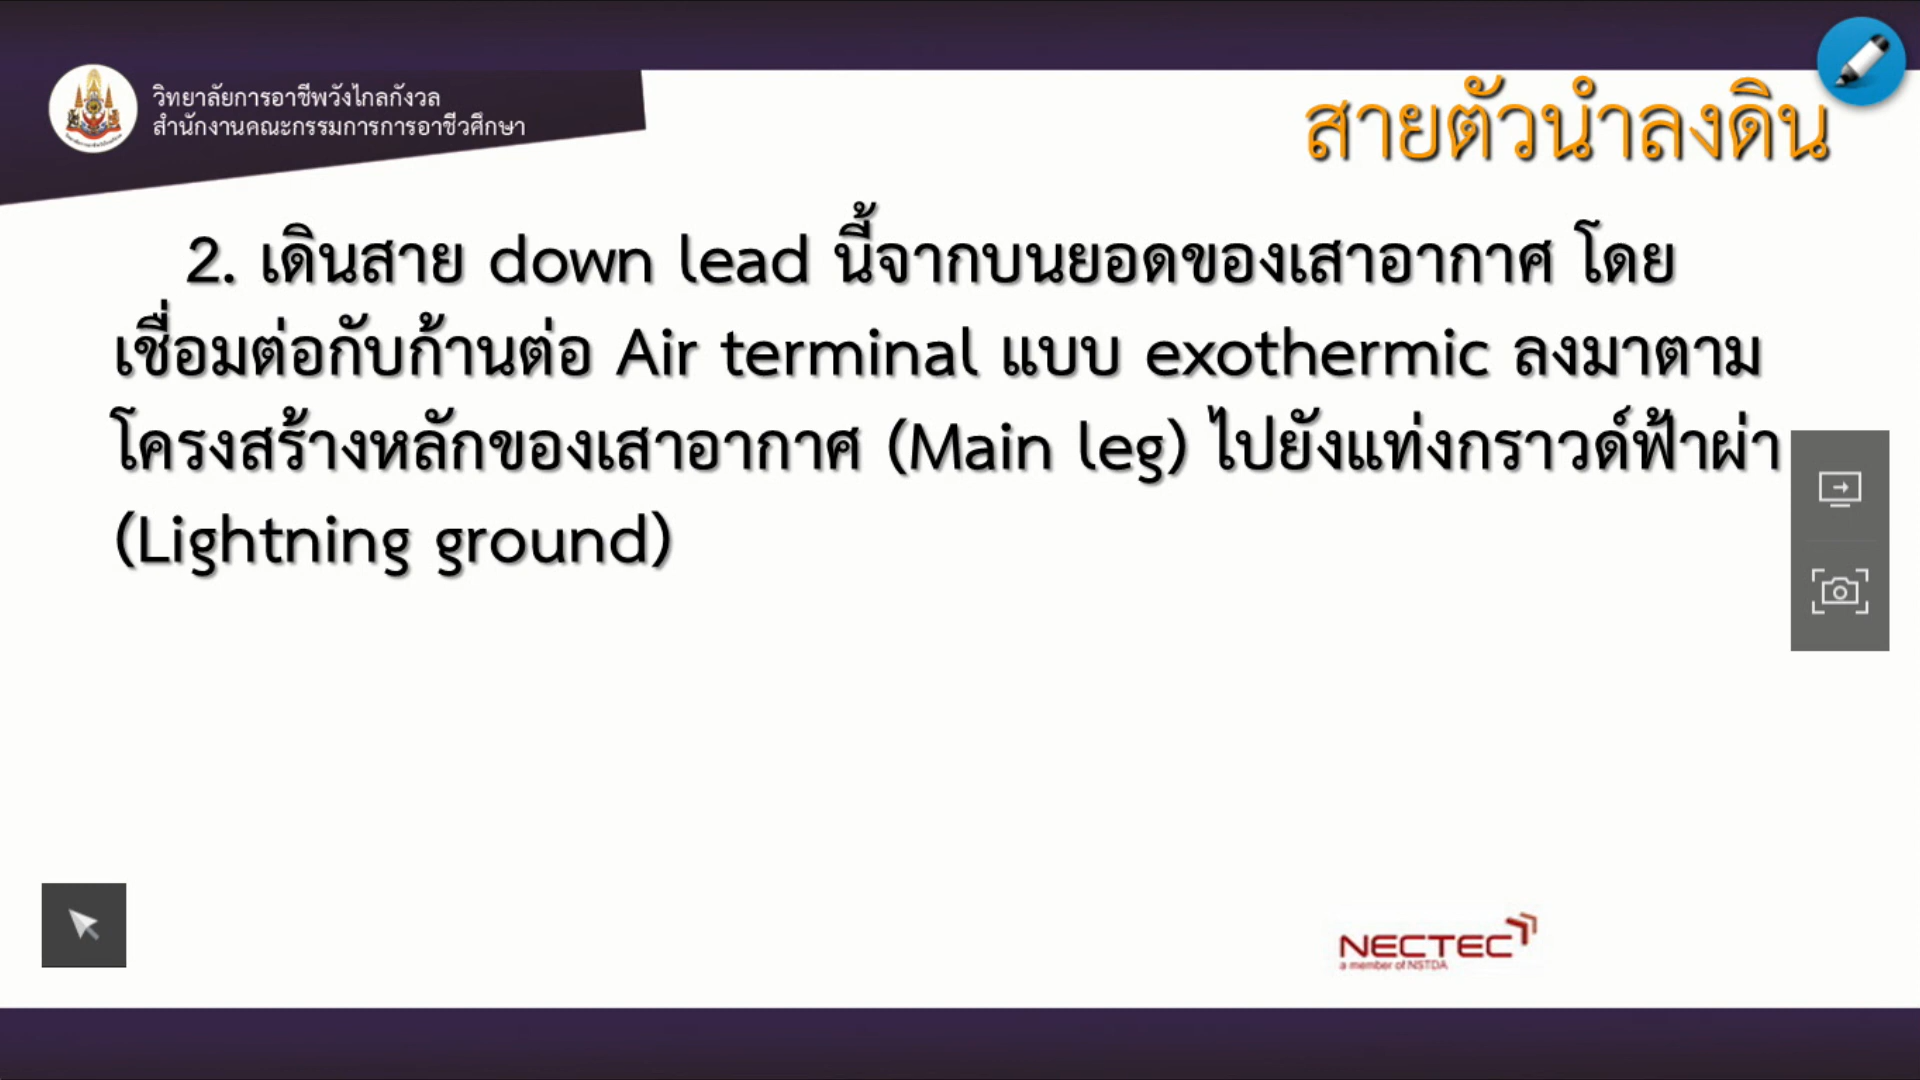 วิทยาลัยการอาชีพวังไกลกังวล
สำนักงานคณะกรรมการการอาชีวศึกษา
สายตัวนำลงดิน
2. เดินสาย down lead นี้จากบนยอดของเสาอากาศ โดย
เชื่อมต่อกับก้านต่อ Air terminal แบบ exothermic ลงมาตาม
โครงสร้างหลักของเสาอากาศ (Main leg) ไปยังแท่งกราวด์ฟ้าผ่า
(Lightning ground)
NECTEC
a member of NSTDA